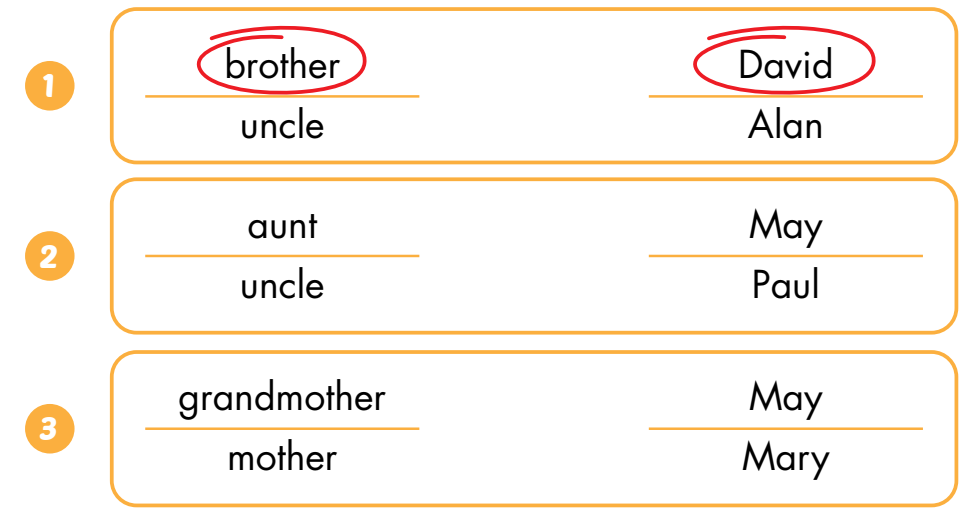 1
brother David
uncle Alan
2
aunt May
uncle Paul
3
grandmother May
mother Mary